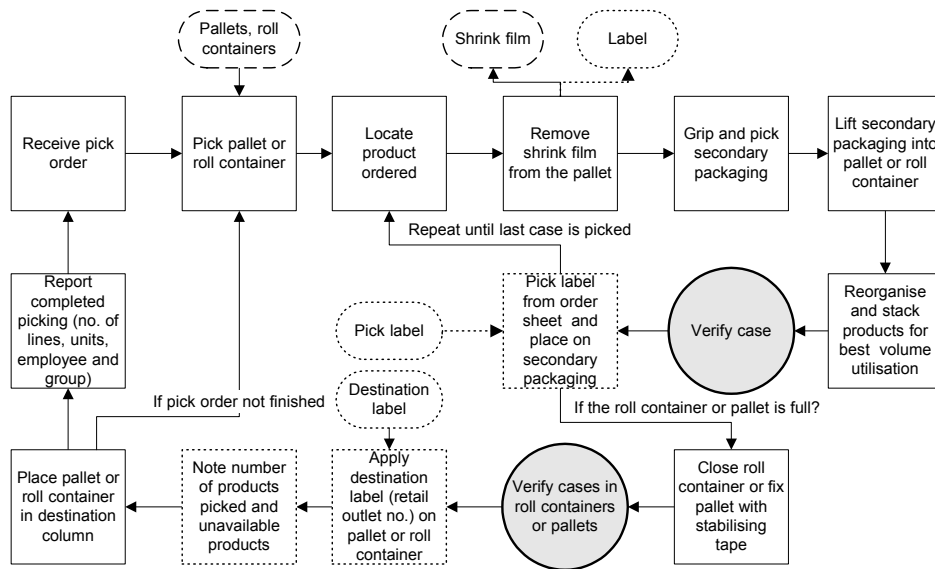 Pallets, roll
containers
Shrink film
Label
Receive pick
order
Pick pallet or
roll container
Locate
product
ordered
Remove
shrink film
from the pallet
Grip and pick
secondary
packaging
Lift secondary
packaging into
pallet or roll
container
Repeat until last case is picked
Report
completed
picking (no. of
lines, units,
employee and
group)
Pick label
Pick label
from order
sheet  and
place on
secondary
packaging
Verify case
Reorganise
and stack
products for
best  volume
utilisation
If pick order not finished
Destination
label
If the roll container or pallet is full?
Place pallet or
roll container
in destination
column
Note number
of products
picked and
unavailable
products
Apply
destination
label (retail
outlet no.) on
pallet or roll
container
Verify cases in
roll containers
or pallets
Close roll
container or fix
pallet with
stabilising
tape